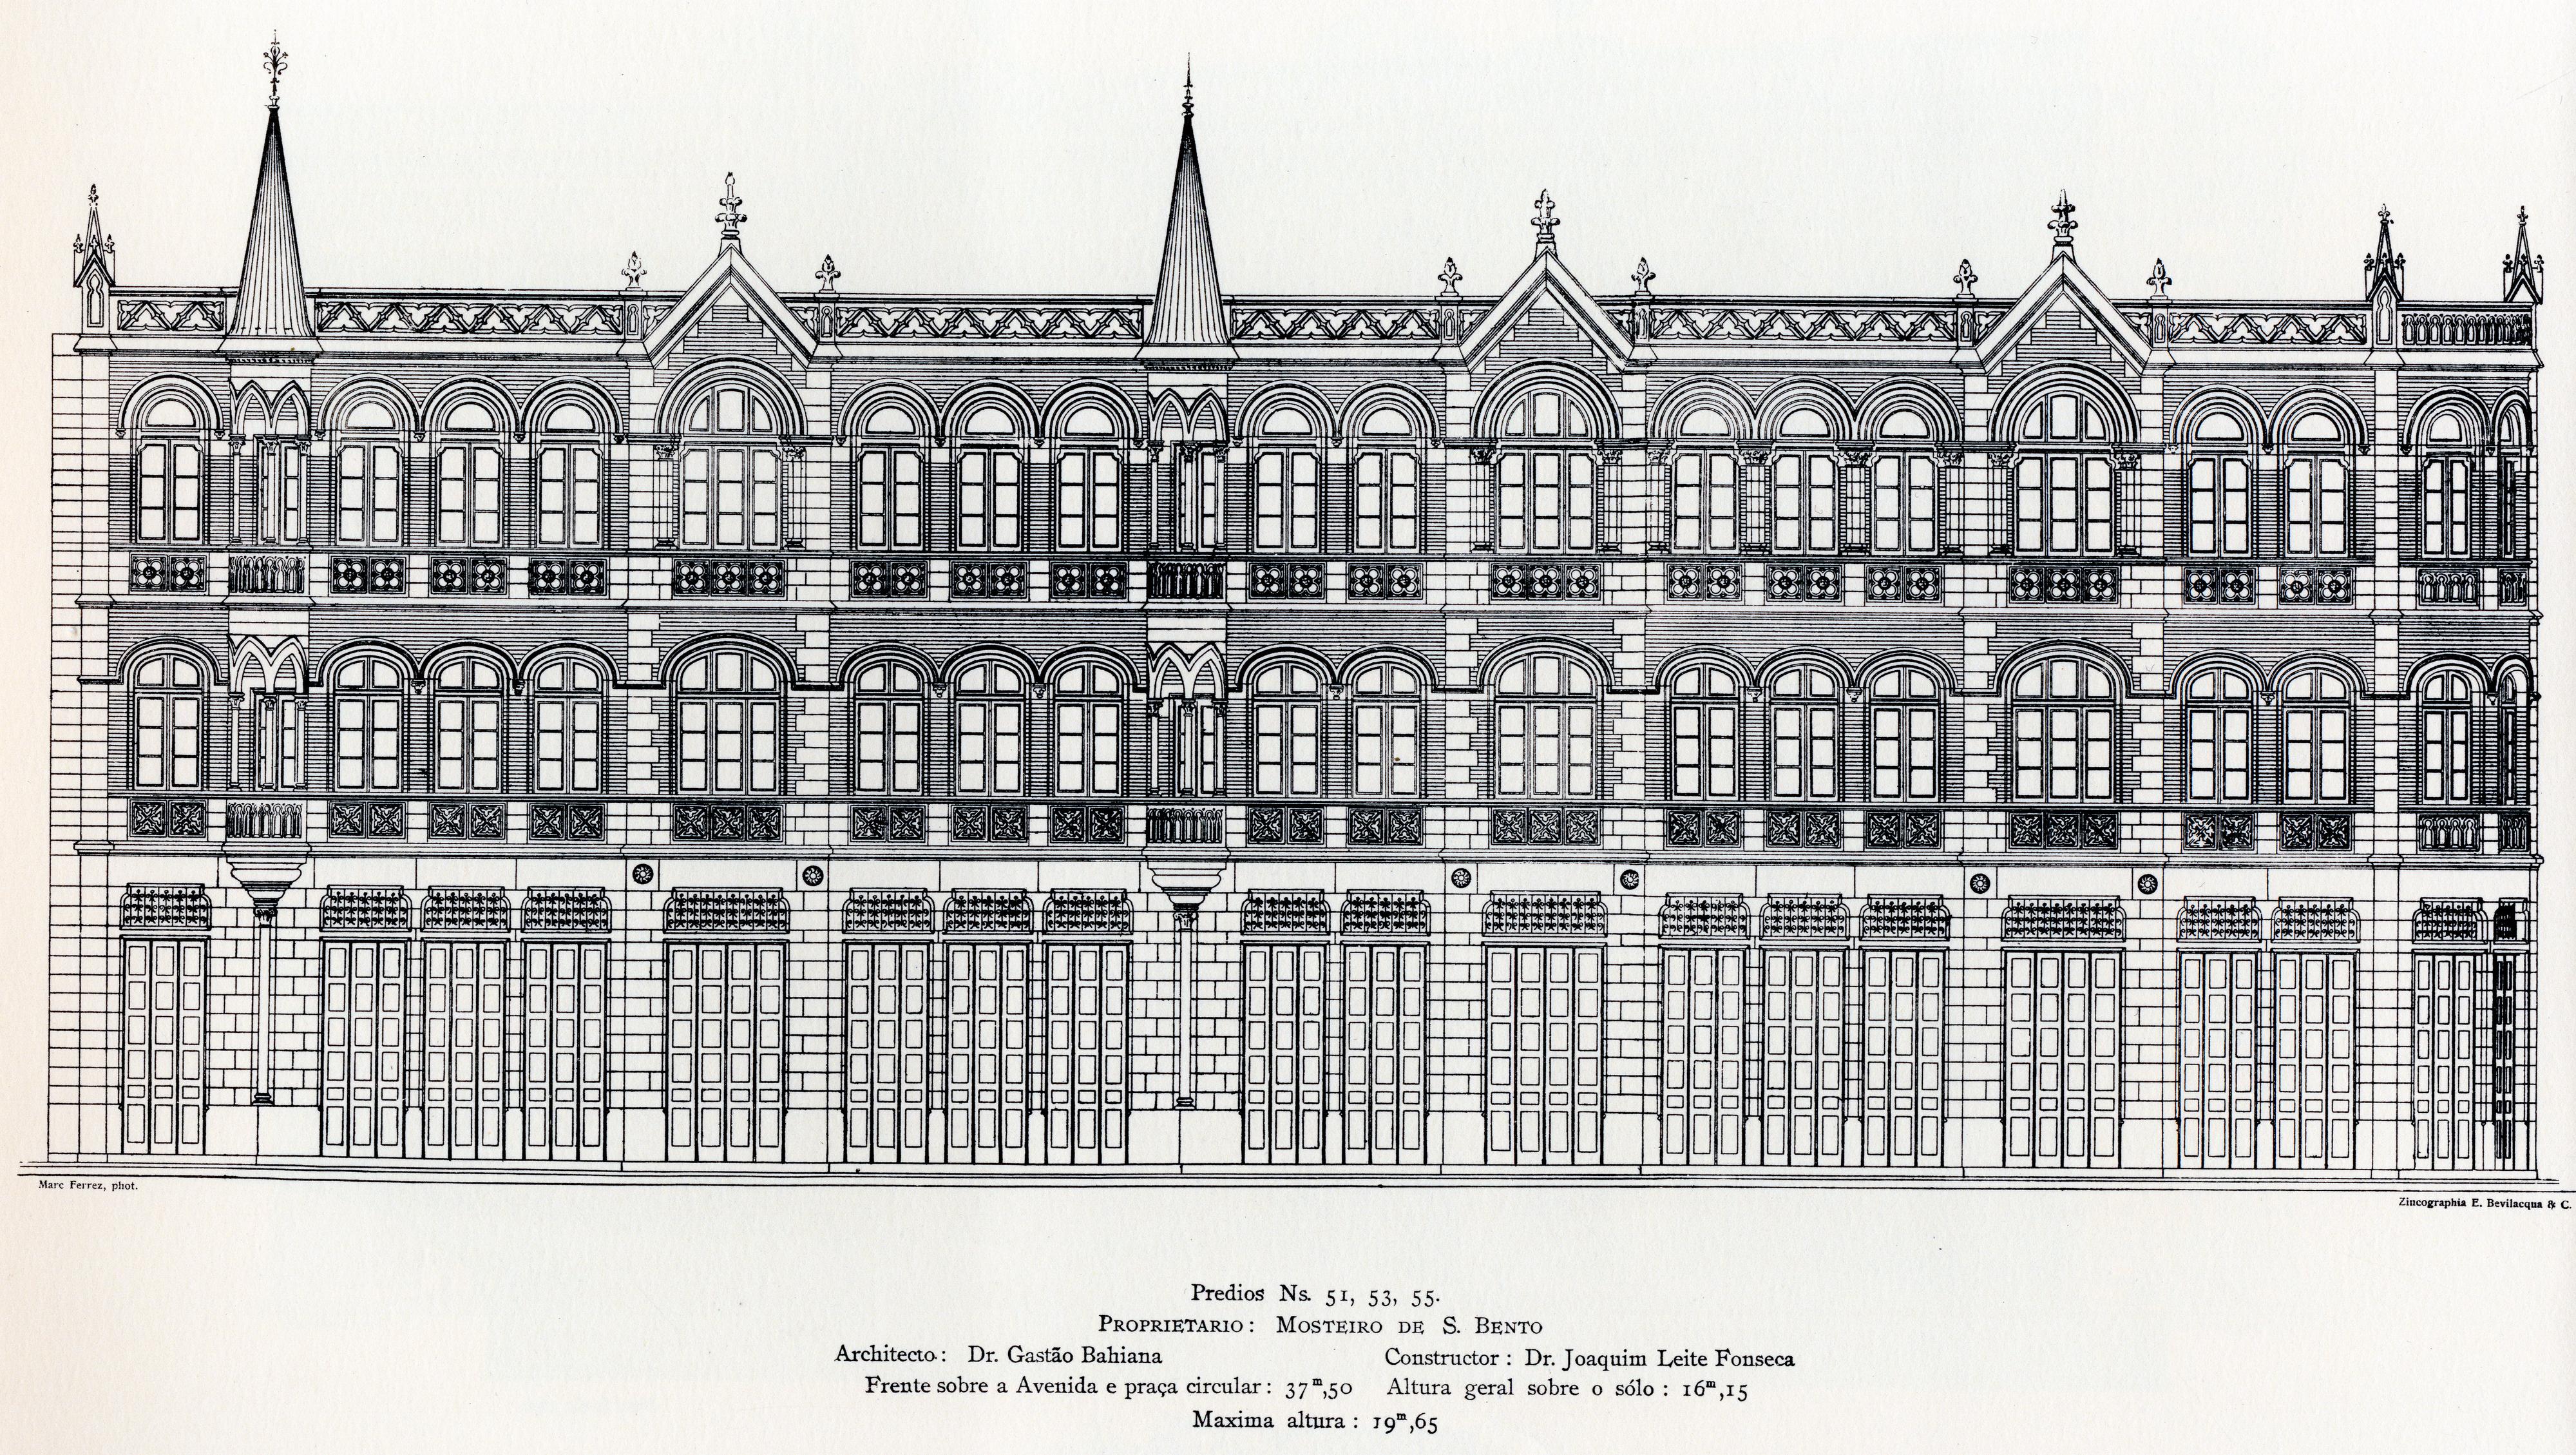 Marc Ferrez, phot.
Zincographia E. Bevilacqua & C.
Predios Ns. 51, 53, 55.
PROPRIETARIO: MOSTEIRO DE S. BENTO
Architecto: Dr. Gastão Bahiana Constructor: Dr. Joaquim Leite Fonseca
Frente sobre a Avenida e praça circular: 37ᵐ,50 Altura geral sobre o sólo: 16ᵐ,15
Maxima altura: 19ᵐ,65